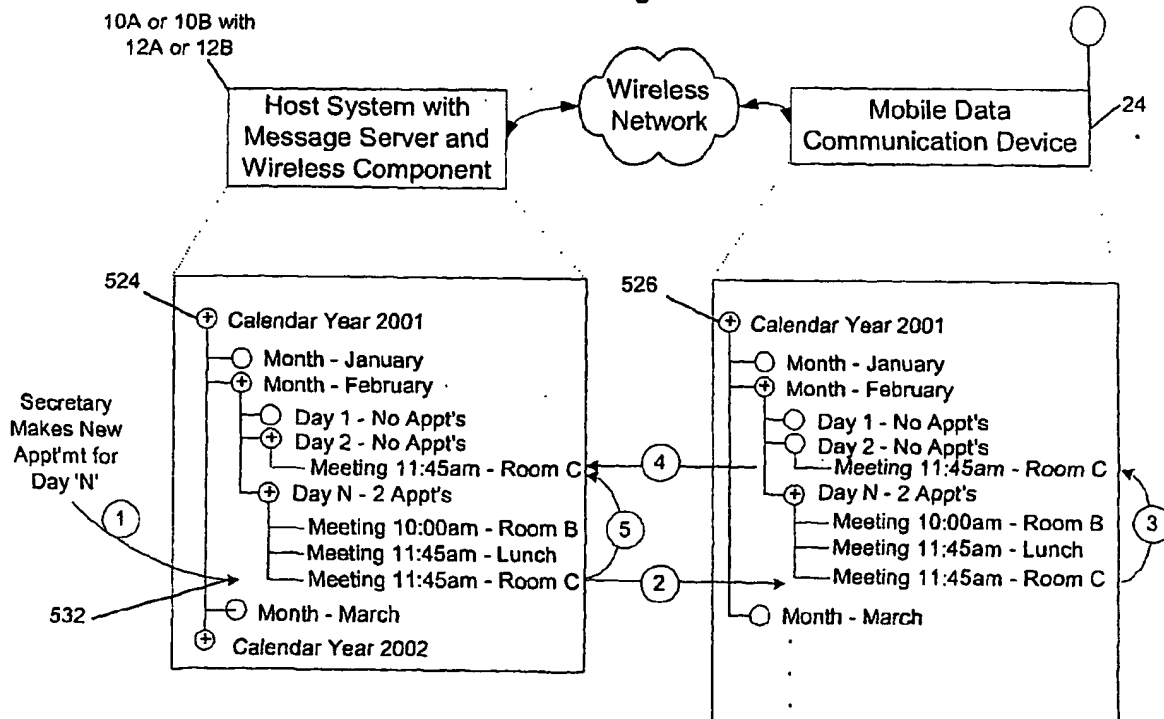 10A or 10B with
12A or 12B
Host System with
Message Server and
Wireless Component
Wireless
Network
Mobile Data
Communication Device
24
524
Calendar Year 2001
Month - January
Month - February
Day 1 - No Appt's
Day 2 - No Appt's
Meeting 11:45am - Room C
Day N - 2 Appt's
Meeting 10:00am - Room B
Meeting 11:45am - Lunch
Meeting 11:45am - Room C
Month - March
Calendar Year 2002
Secretary
Makes New
Appt'mt for
Day 'N'
1
532
4
5
2
526
Calendar Year 2001
Month - January
Month - February
Day 1 - No Appt's
Day 2 - No Appt's
Meeting 11:45am - Room C
Day N - 2 Appt's
Meeting 10:00am - Room B
Meeting 11:45am - Lunch
Meeting 11:45am - Room C
Month - March
3